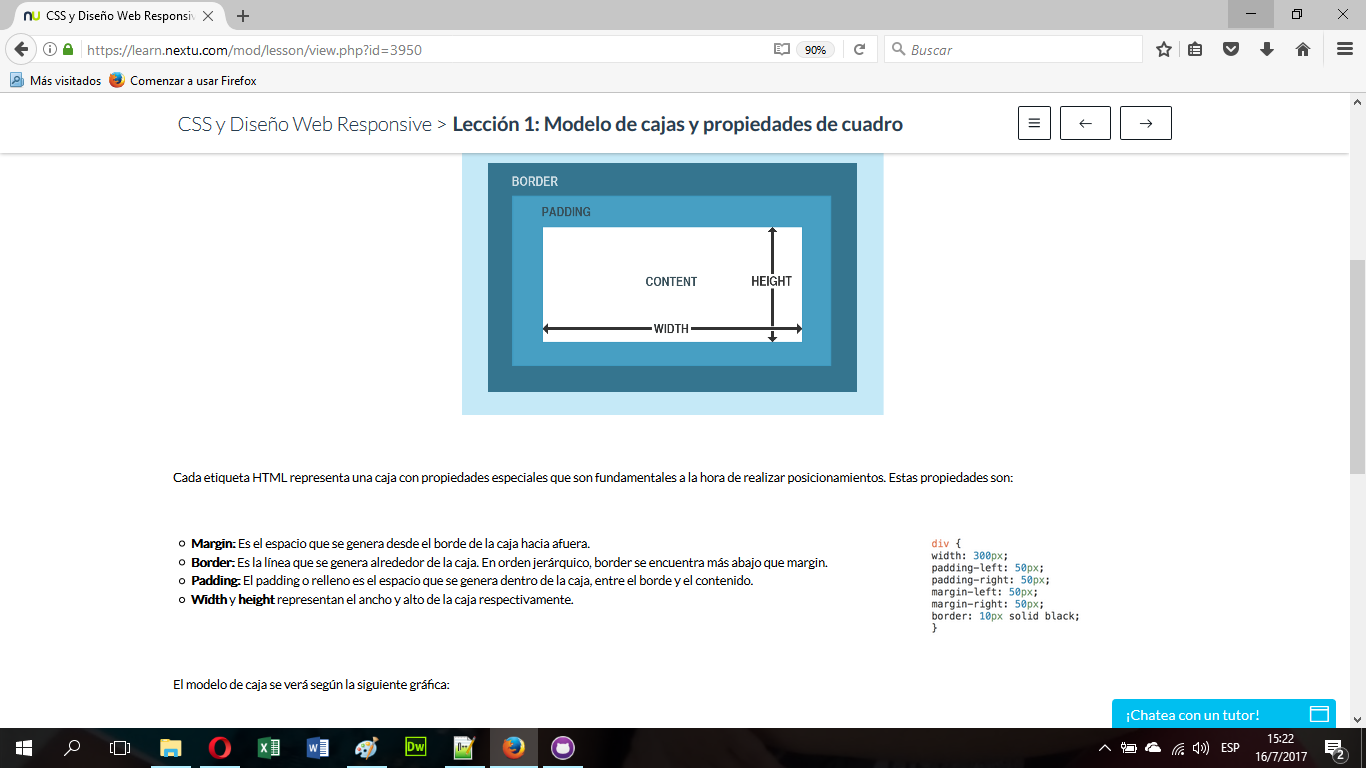 CSS y Diseño Web Responsiv
https://learn.nextu.com/mod/lesson/view.php?id=3950
90%
Buscar
Más visitados
Comenzar a usar Firefox
CSS y Diseño Web Responsive > Lección 1: Modelo de cajas y propiedades de cuadro
BORDER
PADDING
CONTENT
HEIGHT
WIDTH
Cada etiqueta HTML representa una caja con propiedades especiales que son fundamentales a la hora de realizar posicionamientos. Estas propiedades son:
Margin: Es el espacio que se genera desde el borde de la caja hacia afuera.
Border: Es la línea que se genera alrededor de la caja. En orden jerárquico, border se encuentra más abajo que margin.
Padding: El padding o relleno es el espacio que se genera dentro de la caja, entre el borde y el contenido.
Width y height representan el ancho y alto de la caja respectivamente.
div {
width: 300px;
padding-left: 50px;
padding-right: 50px;
margin-left: 50px;
margin-right: 50px;
border: 10px solid black;
}
El modelo de caja se verá según la siguiente gráfica:
¡Chatea con un tutor!
Dw
ESP
15:22
16/7/2017
2